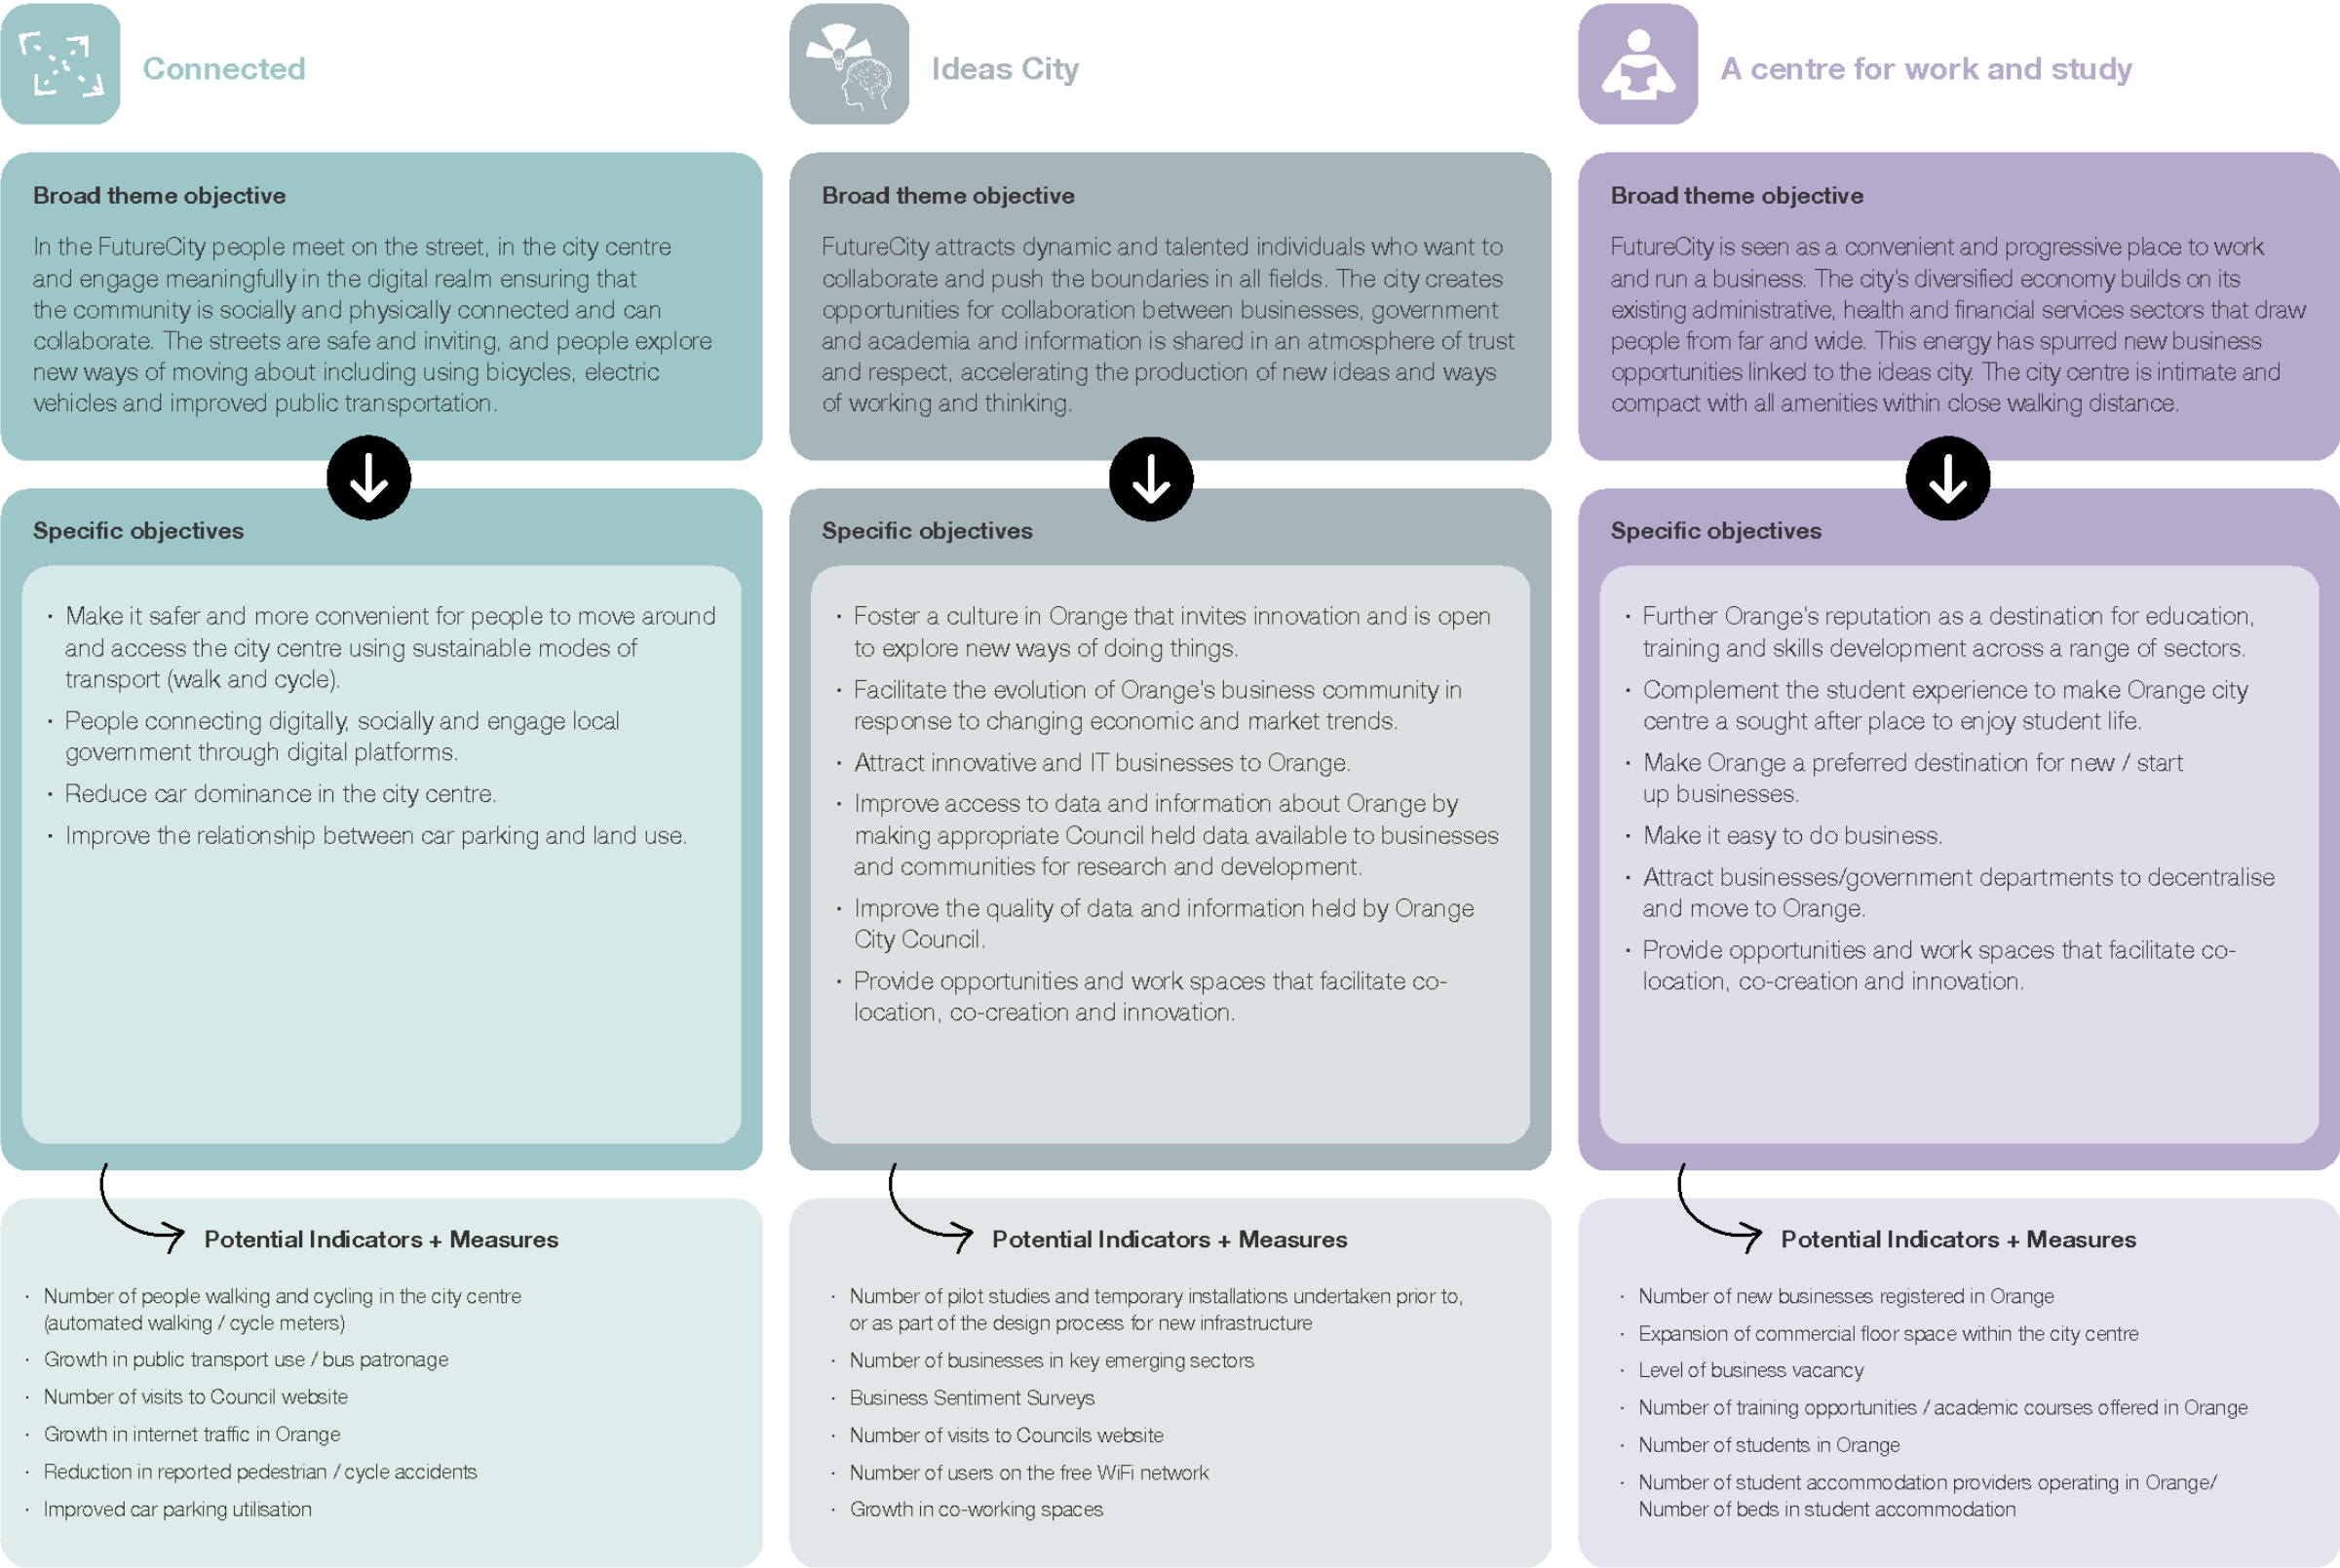 Connected
Broad theme objective
In the FutureCity people meet on the street, in the city centre
and engage meaningfully in the digital realm ensuring that
the community is socially and physically connected and can
collaborate. The streets are safe and inviting, and people explore
new ways of moving about including using bicycles, electric
vehicles and improved public transportation.
Specific objectives
· Make it safer and more convenient for people to move around
and access the city centre using sustainable modes of
transport (walk and cycle).
· People connecting digitally, socially and engage local
government through digital platforms.
· Reduce car dominance in the city centre.
· Improve the relationship between car parking and land use.
Potential Indicators + Measures
· Number of people walking and cycling in the city centre
(automated walking / cycle meters)
· Growth in public transport use / bus patronage
· Number of visits to Council website
· Growth in internet traffic in Orange
· Reduction in reported pedestrian / cycle accidents
· Improved car parking utilisation
Ideas City
Broad theme objective
FutureCity attracts dynamic and talented individuals who want to
collaborate and push the boundaries in all fields. The city creates
opportunities for collaboration between businesses, government
and academia and information is shared in an atmosphere of trust
and respect, accelerating the production of new ideas and ways
of working and thinking.
Specific objectives
· Foster a culture in Orange that invites innovation and is open
to explore new ways of doing things.
· Facilitate the evolution of Orange's business community in
response to changing economic and market trends.
· Attract innovative and IT businesses to Orange.
· Improve access to data and information about Orange by
making appropriate Council held data available to businesses
and communities for research and development.
· Improve the quality of data and information held by Orange
City Council.
· Provide opportunities and work spaces that facilitate co-
location, co-creation and innovation.
Potential Indicators + Measures
· Number of pilot studies and temporary installations undertaken prior to,
or as part of the design process for new infrastructure
· Number of businesses in key emerging sectors
· Business Sentiment Surveys
· Number of visits to Councils website
· Number of users on the free WiFi network
· Growth in co-working spaces
A centre for work and study
Broad theme objective
FutureCity is seen as a convenient and progressive place to work
and run a business. The city's diversified economy builds on its
existing administrative, health and financial services sectors that draw
people from far and wide. This energy has spurred new business
opportunities linked to the ideas city. The city centre is intimate and
compact with all amenities within close walking distance.
Specific objectives
· Further Orange's reputation as a destination for education,
training and skills development across a range of sectors.
· Complement the student experience to make Orange city
centre a sought after place to enjoy student life.
· Make Orange a preferred destination for new / start
up businesses.
· Make it easy to do business.
· Attract businesses/government departments to decentralise
and move to Orange.
· Provide opportunities and work spaces that facilitate co-
location, co-creation and innovation.
Potential Indicators + Measures
· Number of new businesses registered in Orange
· Expansion of commercial floor space within the city centre
· Level of business vacancy
· Number of training opportunities / academic courses offered in Orange
· Number of students in Orange
· Number of student accommodation providers operating in Orange/
Number of beds in student accommodation